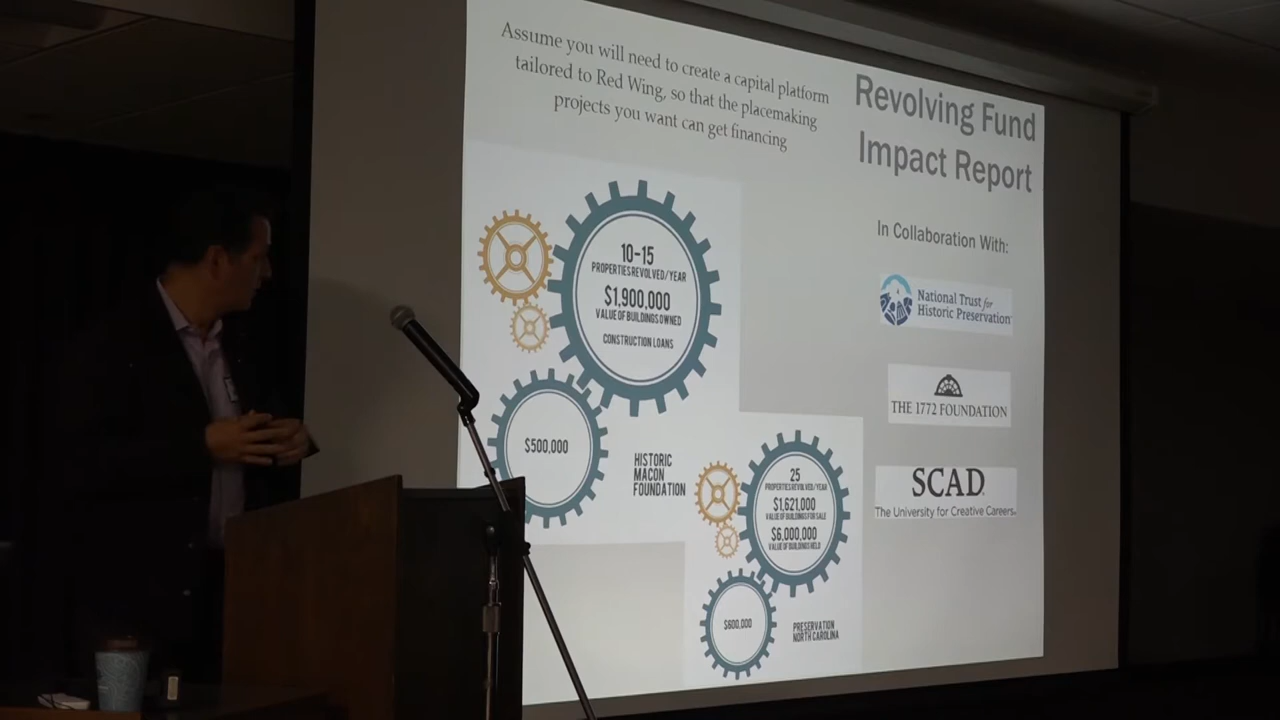 Assume you will need to create a capital platform
tailored to Red Wing, so that the placemaking
projects you want can get financing
Revolving Fund
Impact Report
In Collaboration With:
National Trust for
Historic Preservation
THE 1772 FOUNDATION
SCAD
The University for Creative Careers
10-15
PROPERTIES REVOLVED/YEAR
$1,900,000
VALUE OF BUILDINGS OWNED
CONSTRUCTION LOANS
$500,000
HISTORIC
MACON
FOUNDATION
25
PROPERTIES REVOLVED/YEAR
$1,621,000
VALUE OF BUILDINGS FOR SALE
$6,000,000
VALUE OF BUILDINGS HELD
$600,000
PRESERVATION
NORTH CAROLINA